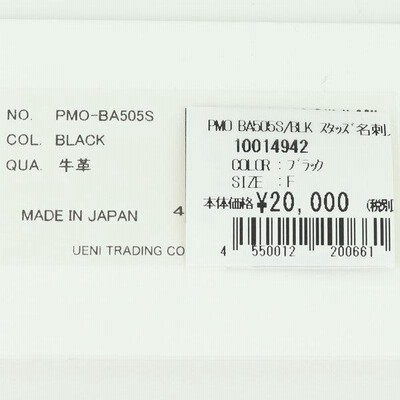 NO. PMO-BA505S
COL. BLACK
QUA. 牛革
MADE IN JAPAN 4
UENI TRADING CO
PMO BA505S/BLK スタッズ名刺
10014942
COLOR : ブラック
SIZE : F
本体価格 ¥20,000 (税別)
4 550012 200661